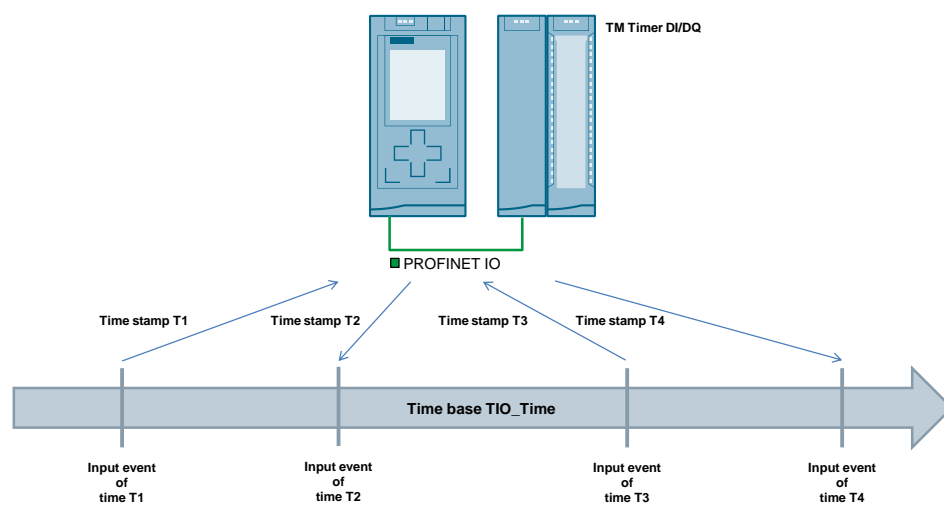 TM Timer DI/DQ
PROFINET IO
Time stamp T1
Time stamp T2
Time stamp T3
Time stamp T4
Time base TIO_Time
Input event
of
time T1
Input event
of
time T2
Input event
of
time T3
Input event
of
time T4